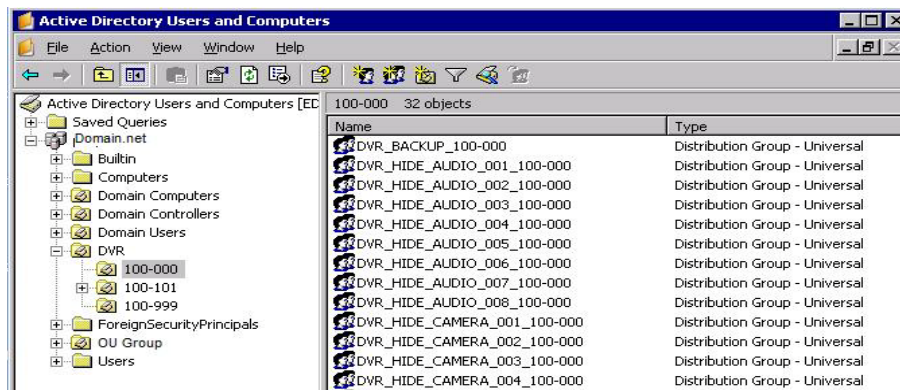 Active Directory Users and Computers
File Action View Window Help
Active Directory Users and Computers [ED
Saved Queries
Domain.net
Builtin
Computers
Domain Computers
Domain Controllers
Domain Users
DVR
100-000
100-101
100-999
ForeignSecurityPrincipals
OU Group
Users
100-000 32 objects
Name Type
DVR_BACKUP_100-000 Distribution Group - Universal
DVR_HIDE_AUDIO_001_100-000 Distribution Group - Universal
DVR_HIDE_AUDIO_002_100-000 Distribution Group - Universal
DVR_HIDE_AUDIO_003_100-000 Distribution Group - Universal
DVR_HIDE_AUDIO_004_100-000 Distribution Group - Universal
DVR_HIDE_AUDIO_005_100-000 Distribution Group - Universal
DVR_HIDE_AUDIO_006_100-000 Distribution Group - Universal
DVR_HIDE_AUDIO_007_100-000 Distribution Group - Universal
DVR_HIDE_AUDIO_008_100-000 Distribution Group - Universal
DVR_HIDE_CAMERA_001_100-000 Distribution Group - Universal
DVR_HIDE_CAMERA_002_100-000 Distribution Group - Universal
DVR_HIDE_CAMERA_003_100-000 Distribution Group - Universal
DVR_HIDE_CAMERA_004_100-000 Distribution Group - Universal